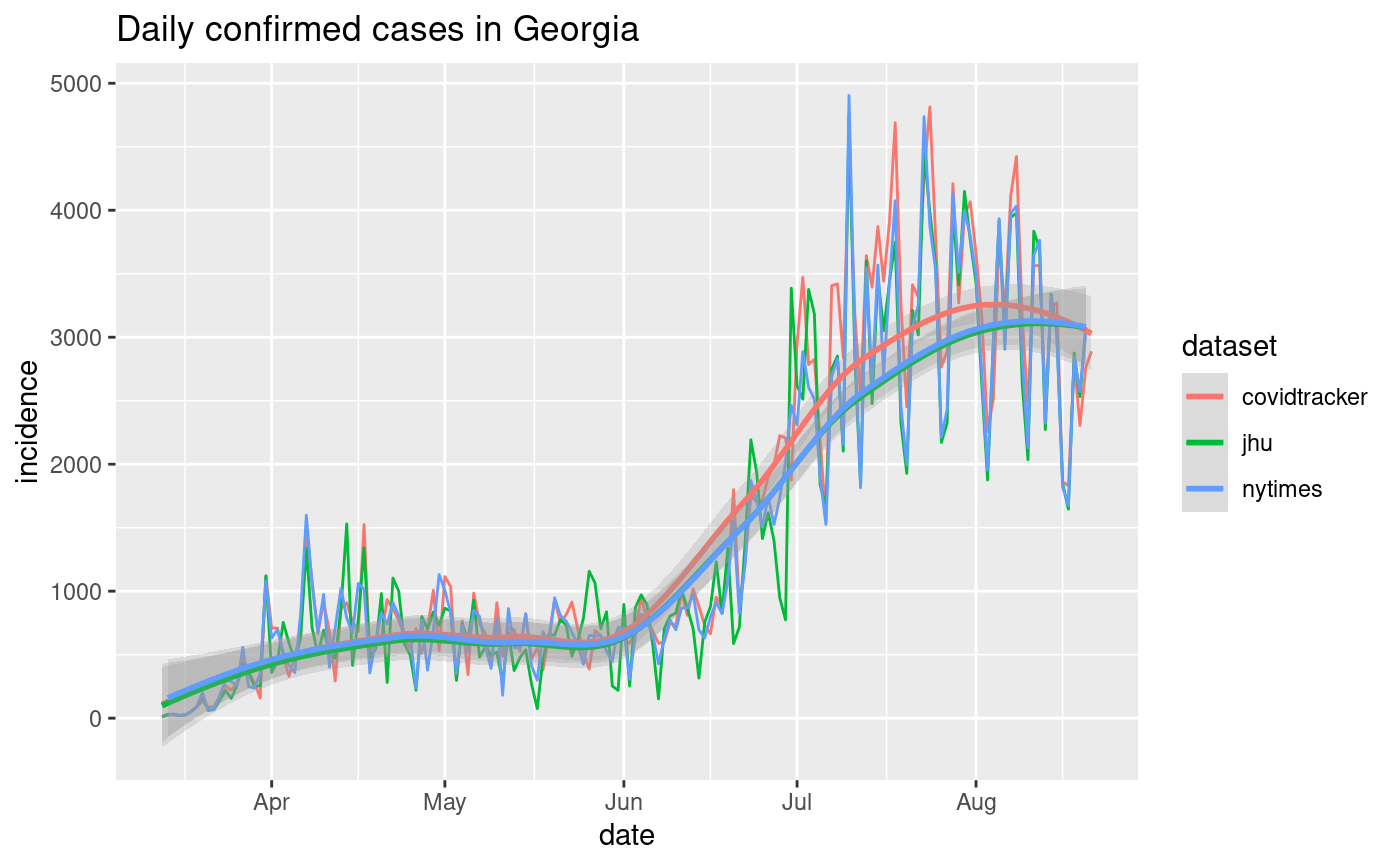 Daily confirmed cases in Georgia
5000
4000
3000
2000
1000
0
incidence
Apr May Jun Jul Aug
date
dataset
covidtracker
jhu
nytimes